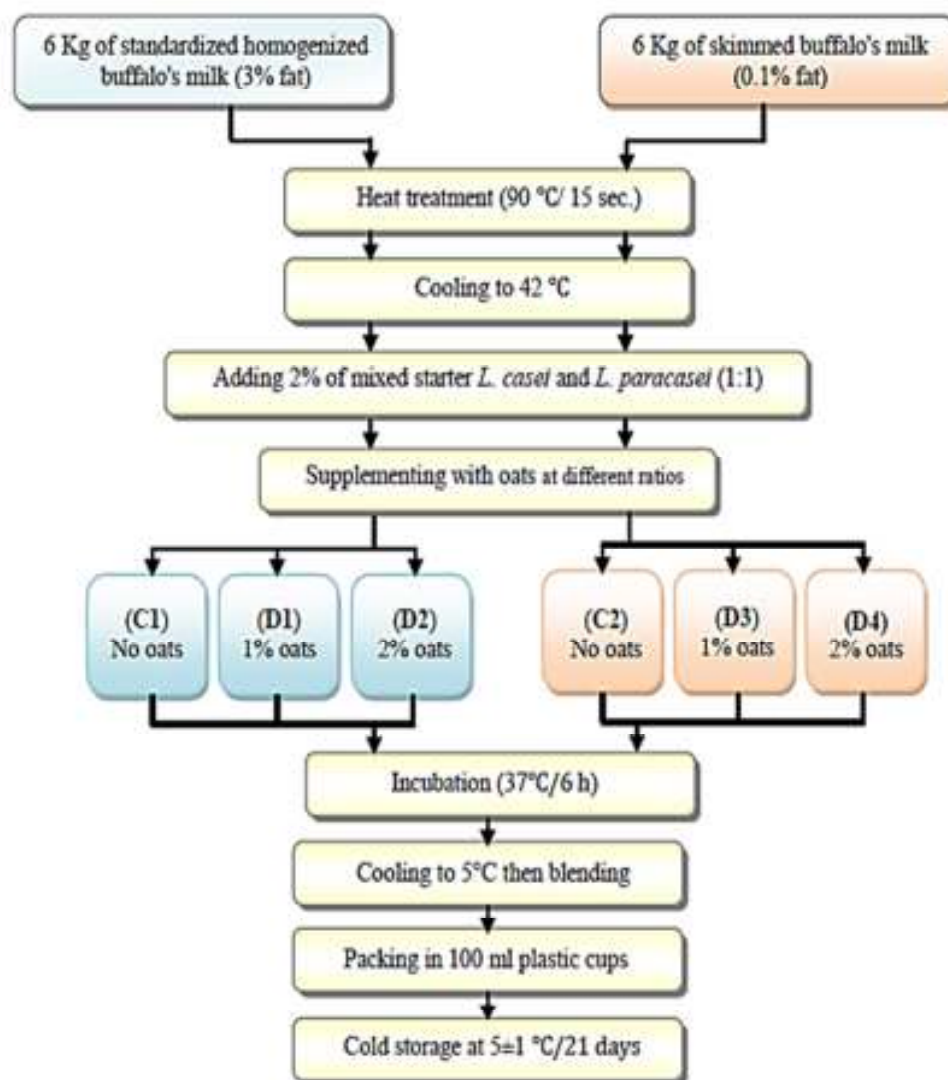 6 Kg of standardized homogenized
buffalo's milk (3% fat)
6 Kg of skimmed buffalo's milk
(0.1% fat)
Heat treatment (90 °C/ 15 sec.)
Cooling to 42 °C
Adding 2% of mixed starter L. casei and L. paracasei (1:1)
Supplementing with oats at different ratios
(C1)
No oats
(D1)
1% oats
(D2)
2% oats
(C2)
No oats
(D3)
1% oats
(D4)
2% oats
Incubation (37°C/6 h)
Cooling to 5°C then blending
Packing in 100 ml plastic cups
Cold storage at 5±1 °C/21 days